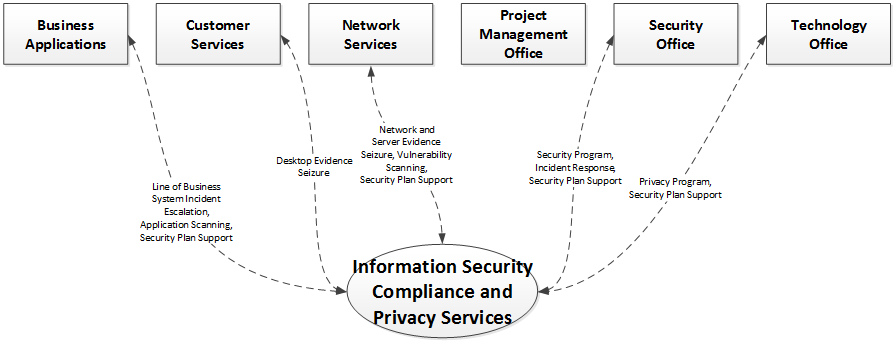 Business
Applications
Customer
Services
Network
Services
Project
Management
Office
Security
Office
Technology
Office
Line of Business
System Incident
Escalation,
Application Scanning,
Security Plan Support
Desktop Evidence
Seizure
Network and
Server Evidence
Seizure, Vulnerability
Scanning,
Security Plan Support
Security Program,
Incident Response,
Security Plan Support
Privacy Program,
Security Plan Support
Information Security
Compliance and
Privacy Services